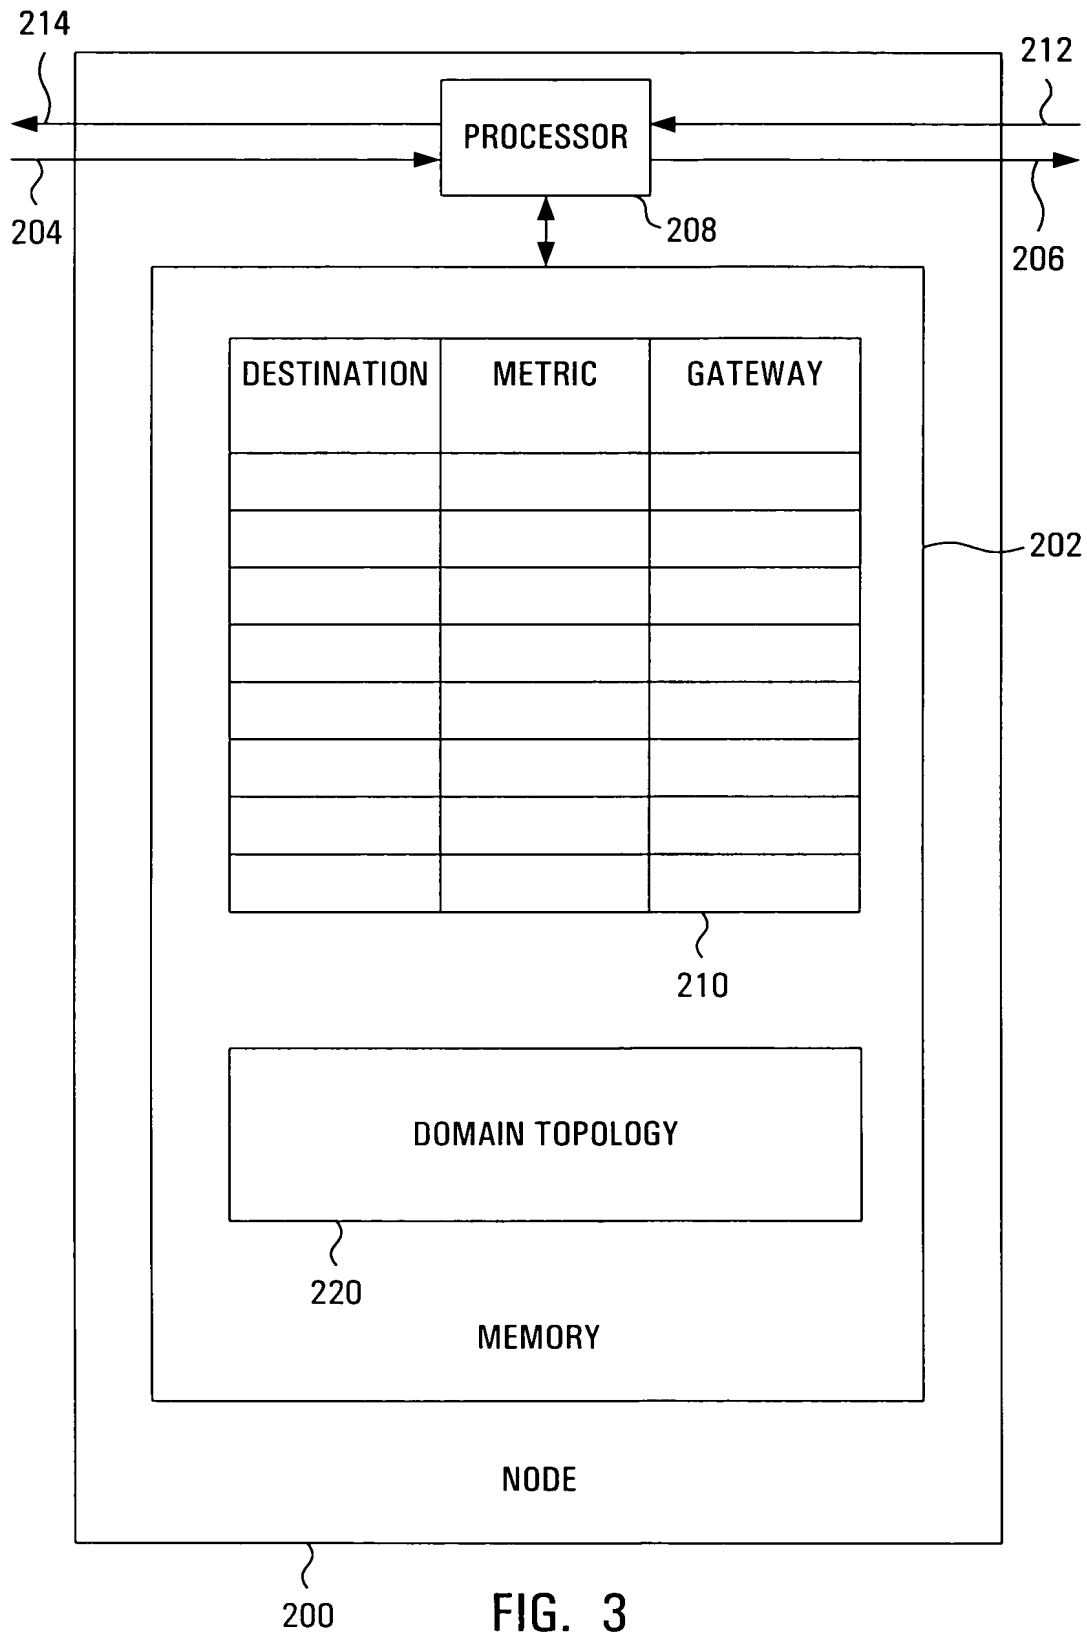 214
212
PROCESSOR
204
208
206
DESTINATION METRIC GATEWAY
202
210
DOMAIN TOPOLOGY
220
MEMORY
NODE
200
FIG. 3